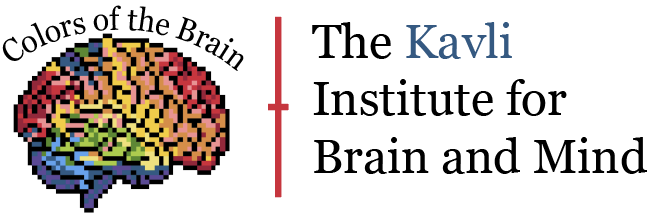 Colors of the Brain
The Kavli
Institute for
Brain and Mind